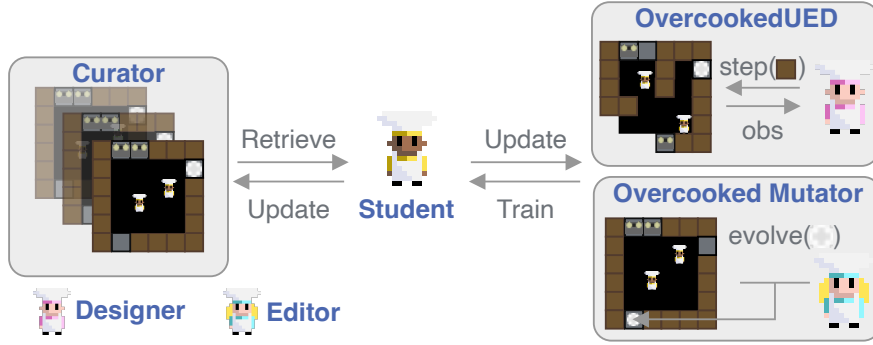 Curator
Retrieve
Update
Student
Update
Train
OvercookedUED
step( )
obs
Overcooked Mutator
evolve( )
Designer
Editor